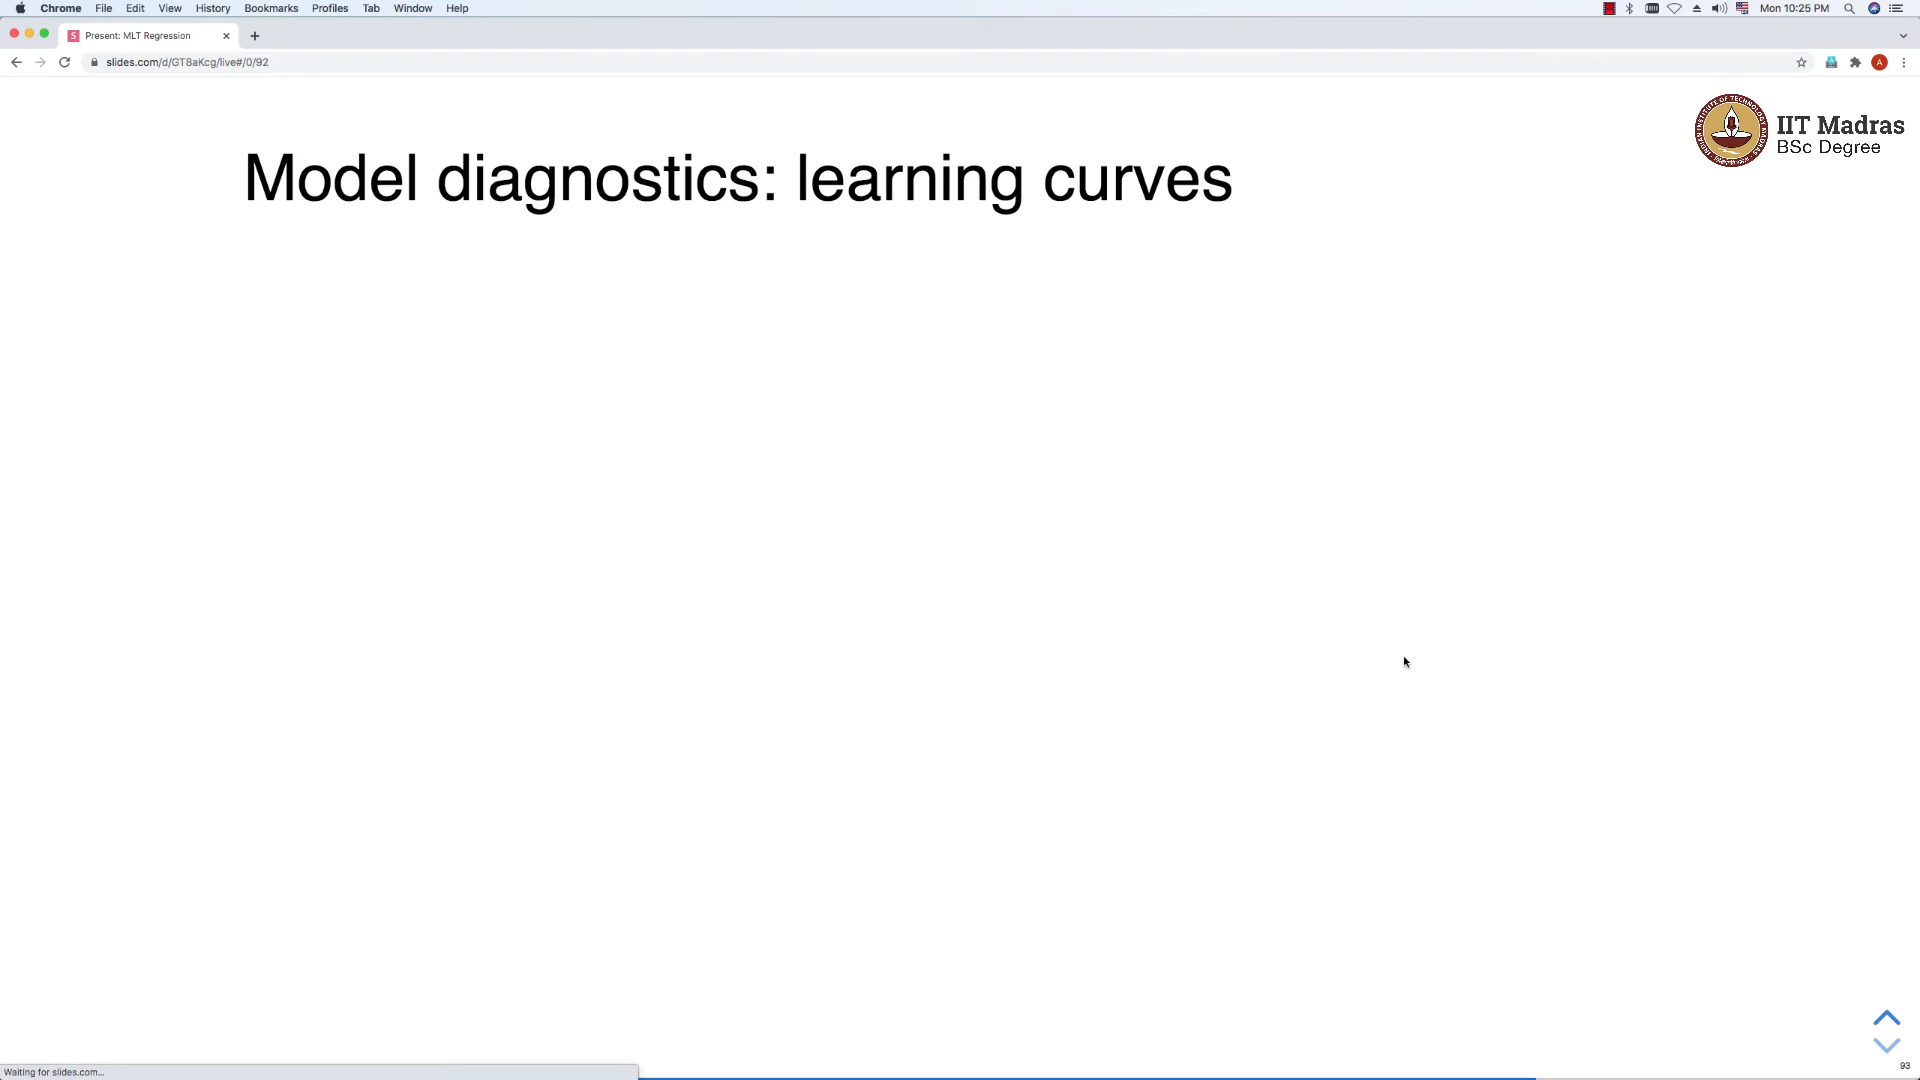 Chrome File Edit View History Bookmarks Profiles Tab Window Help
Mon 10:25 PM
S Present: MLT Regression
slides.com/d/GT8aKcg/live#/0/92
A
IIT Madras
BSc Degree
Model diagnostics: learning curves
93
Waiting for slides.com...